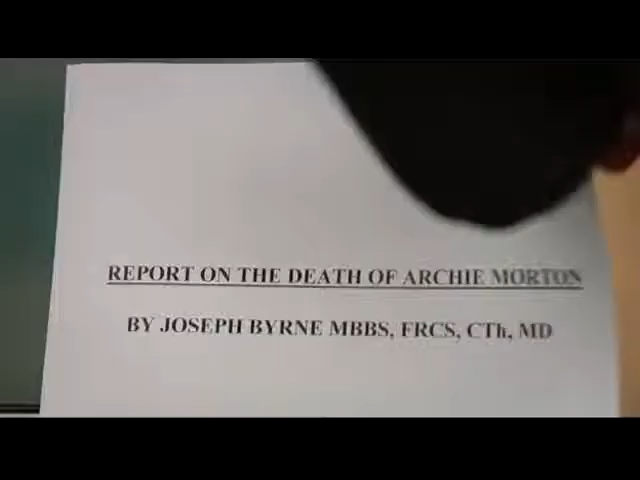 REPORT ON THE DEATH OF ARCHIE MORTON
BY JOSEPH BYRNE MBBS, FRCS, CTh, MD